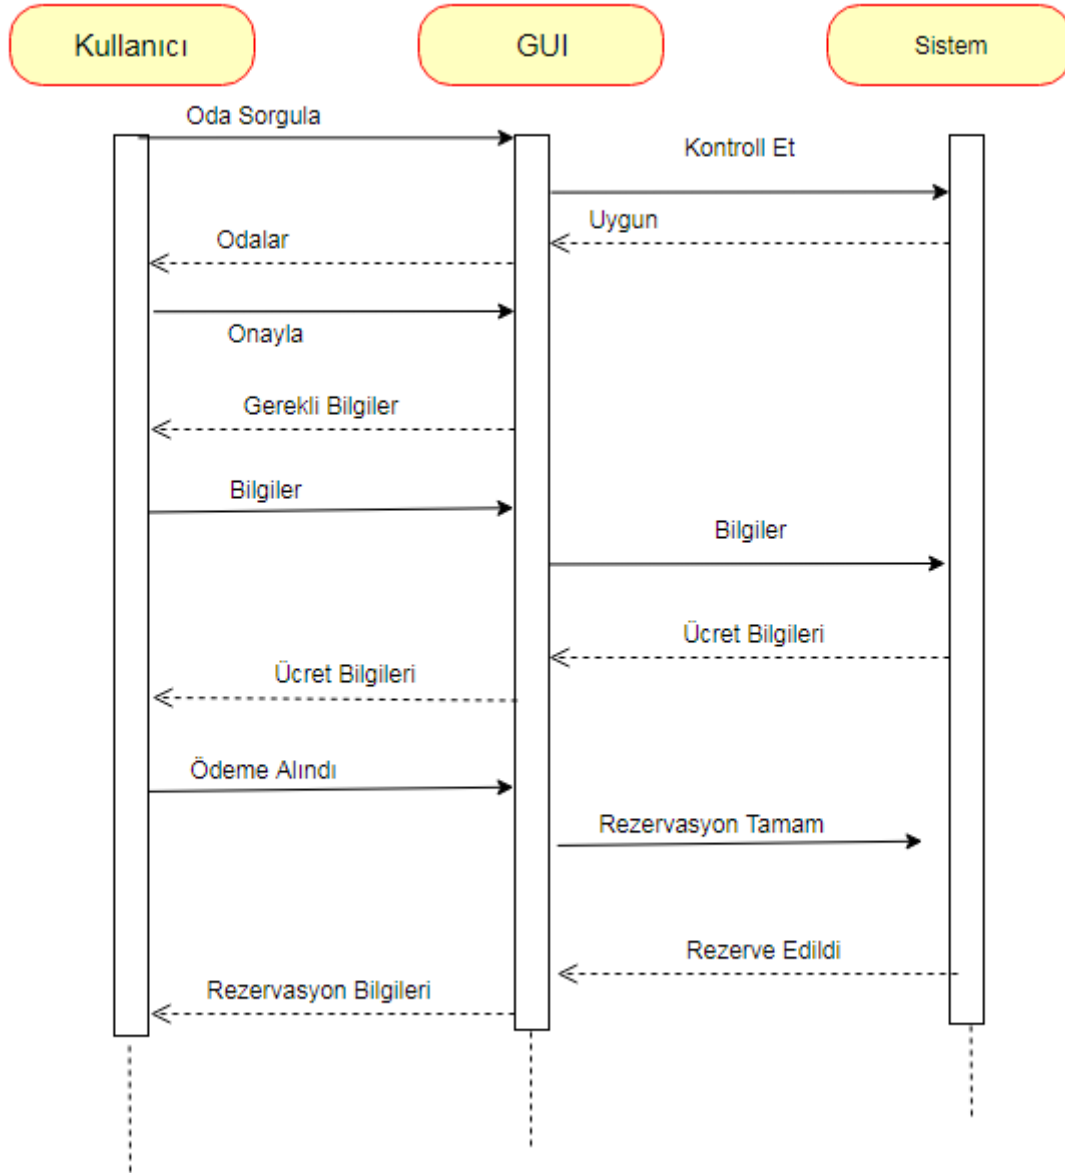 Kullanıcı
GUI
Sistem
Oda Sorgula
Kontroll Et
Uygun
Odalar
Onayla
Gerekli Bilgiler
Bilgiler
Bilgiler
Ücret Bilgileri
Ücret Bilgileri
Ödeme Alındı
Rezervasyon Tamam
Rezerve Edildi
Rezervasyon Bilgileri